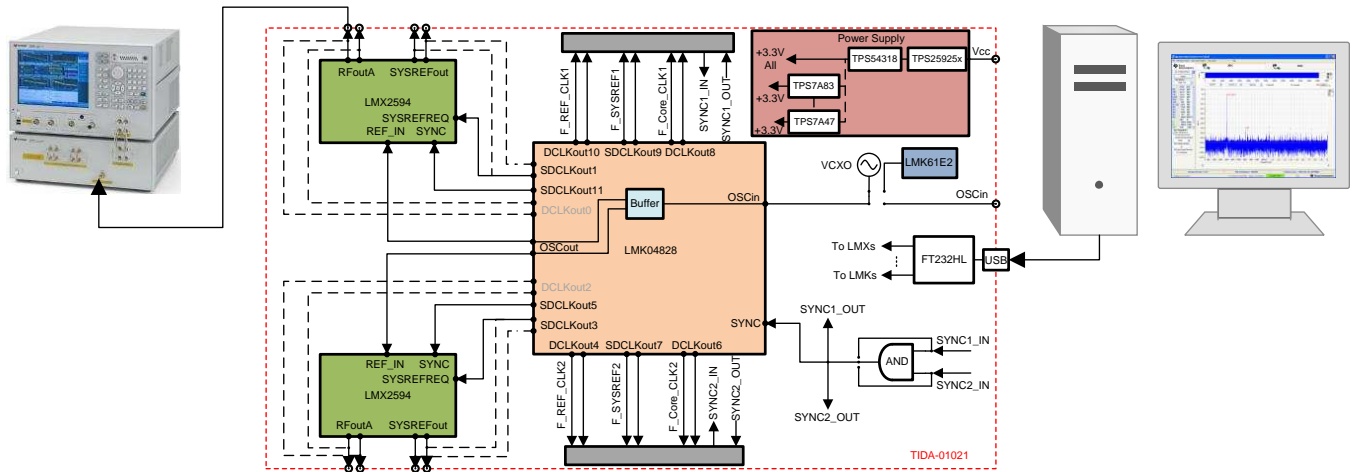 RFoutA
SYSREFout
LMX2594
SYSREFREQ
REF_IN
SYNC
F_REF_CLK1
F_SYSREF1
F_Core_CLK1
SYNC1_IN
SYNC1_OUT
Power Supply
+3.3V
All
TPS54318
TPS25925x
Vcc
TPS7A83
+3.3V
TPS7A47
+3.3V
DCLKout10
SDCLKout9
DCLKout8
SDCLKout1
SDCLKout11
DCLKout0
Buffer
OSCin
VCXO
LMK61E2
OSCin
OSCout
LMK04828
To LMXs
To LMKs
FT232HL
USB
DCLKout2
SDCLKout5
SDCLKout3
SYNC
SYNC1_OUT
AND
SYNC1_IN
SYNC2_IN
SYNC2_OUT
DCLKout4
SDCLKout7
DCLKout6
REF_IN
SYNC
SYSREFREQ
LMX2594
RFoutA
SYSREFout
F_REF_CLK2
F_SYSREF2
F_Core_CLK2
SYNC2_IN
SYNC2_OUT
TIDA-01021